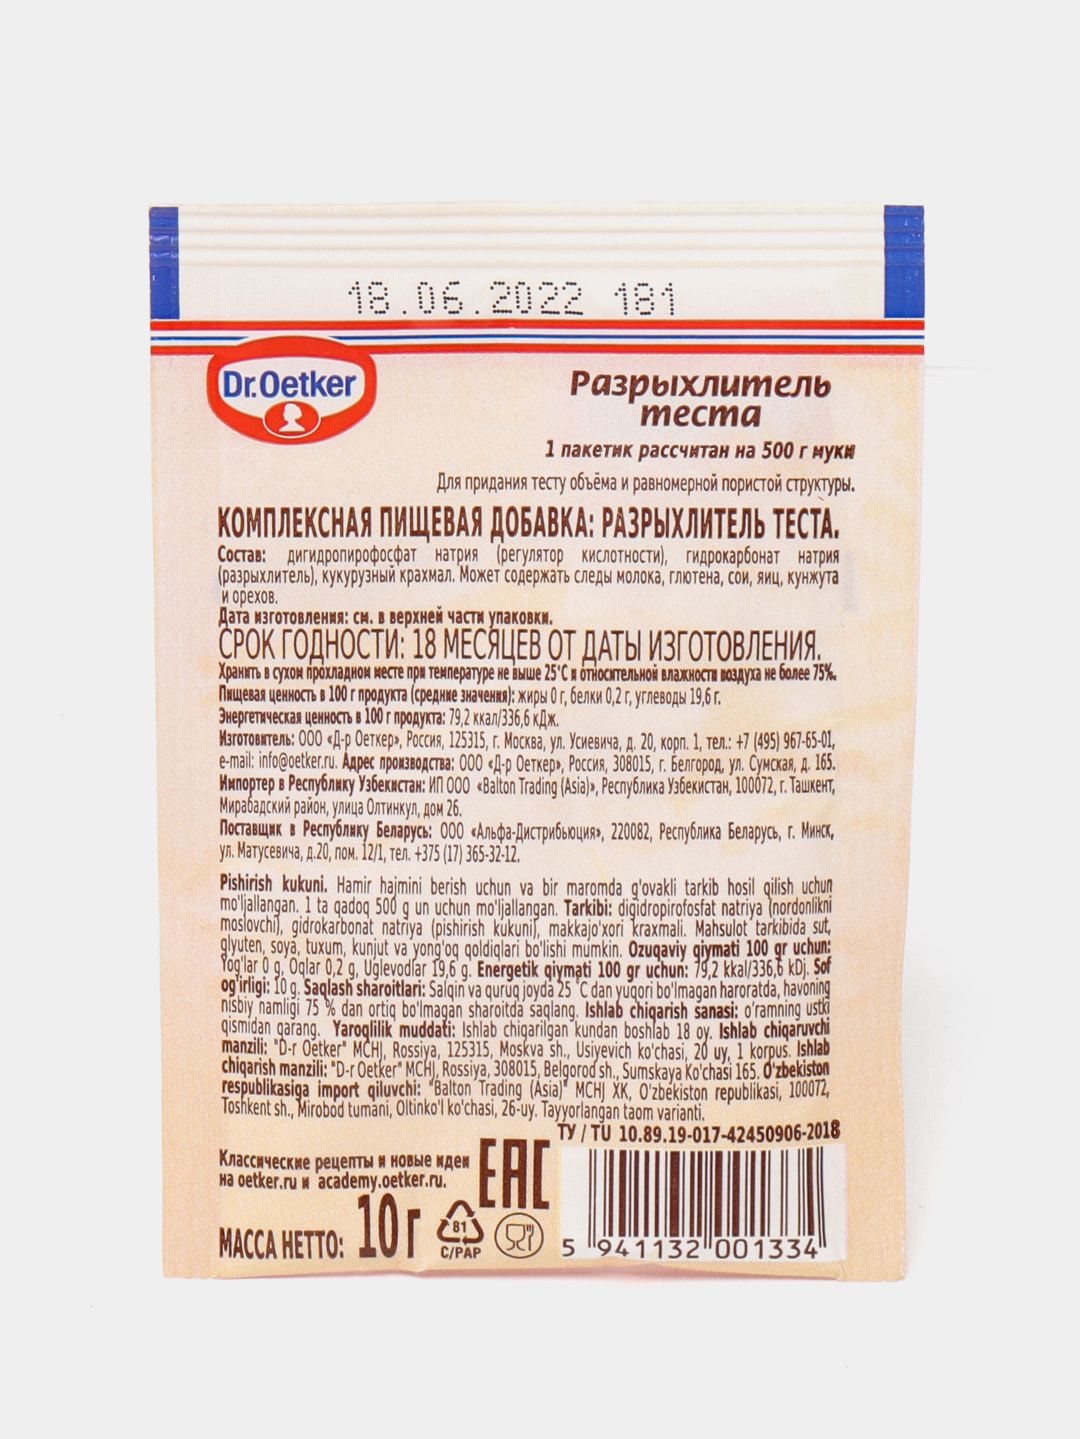 18.06.2022 181
Dr.Oetker
Разрыхлитель
теста
1 пакетик рассчитан на 500 г муки
Для придания тесту объёма и равномерной пористой структуры.
КОМПЛЕКСНАЯ ПИЩЕВАЯ ДОБАВКА: РАЗРЫХЛИТЕЛЬ ТЕСТА.
Состав: дигидропирофосфат натрия (регулятор кислотности), гидрокарбонат натрия
(разрыхлитель), кукурузный крахмал. Может содержать следы молока, глютена, сои, яиц, кунжута
и орехов.
Дата изготовления: см. в верхней части упаковки.
СРОК ГОДНОСТИ: 18 МЕСЯЦЕВ ОТ ДАТЫ ИЗГОТОВЛЕНИЯ.
Хранить в сухом прохладном месте при температуре не выше 25°С и относительной влажности воздуха не более 75%.
Пищевая ценность в 100 г продукта (средние значения): жиры 0 г, белки 0,2 г, углеводы 19,6 г.
Энергетическая ценность в 100 г продукта: 79,2 ккал/336,6 кДж.
Изготовитель: ООО «Д-р Оеткер», Россия, 125315, г. Москва, ул. Усиевича, д. 20, корп. 1, тел.: +7 (495) 967-65-01,
e-mail: info@oetker.ru. Адрес производства: ООО «Д-р Оеткер», Россия, 308015, г. Белгород, ул. Сумская, д. 165.
Импортер в Республику Узбекистан: ИП ООО «Balton Trading (Asia)», Республика Узбекистан, 100072, г. Ташкент,
Мирабадский район, улица Олтинкул, дом 26.
Поставщик в Республику Беларусь: ООО «Альфа-Дистрибьюция», 220082, Республика Беларусь, г. Минск,
ул. Матусевича, д.20, пом. 12/1, тел. +375 (17) 365-32-12.
Pishirish kukuni. Hamir hajmini berish uchun va bir maromda g'ovakli tarkib hosil qilish uchun
mo'ljallangan. 1 ta qadoq 500 g un uchun mo'ljallangan. Tarkibi: digidropirofosfat natriya (nordonlikni
moslovchi), gidrokarbonat natriya (pishirish kukuni), makkajo'xori kraxmali. Mahsulot tarkibida sut,
glyuten, soya, tuxum, kunjut va yong'oq qoldiqlari bo'lishi mumkin. Ozuqaviy qiymati 100 gr uchun:
Yog'lar 0 g, Oqlar 0,2 g, Uglevodlar 19,6 g. Energetik qiymati 100 gr uchun: 79,2 kkal/336,6 kDj. Sof
og'irligi: 10 g. Saqlash sharoitlari: Salqin va quruq joyda 25 °C dan yuqori bo'lmagan haroratda, havoning
nisbiy namligi 75 % dan ortiq bo'lmagan sharoitda saqlang. Ishlab chiqarish sanasi: o'ramning ustki
qismidan qarang. Yaroqlilik muddati: Ishlab chiqarilgan kundan boshlab 18 oy. Ishlab chiqaruvchi
manzili: "D-r Oetker" MCHJ, Rossiya, 125315, Moskva sh., Usiyevich ko'chasi, 20 uy, 1 korpus. Ishlab
chiqarish manzili: "D-r Oetker" MCHJ, Rossiya, 308015, Belgorod sh., Sumskaya Ko'chasi 165. O'zbekiston
respublikasiga import qiluvchi: "Balton Trading (Asia)" MCHJ XK, O'zbekiston republikasi, 100072,
Toshkent sh., Mirobod tumani, Oltinko'l ko'chasi, 26-uy. Tayyorlangan taom varianti.
ТУ / TU 10.89.19-017-42450906-2018
Классические рецепты и новые идеи
на oetker.ru и academy.oetker.ru.
EAC
МАССА НЕТТО: 10 г
81
C/PAP
5 941132 001334